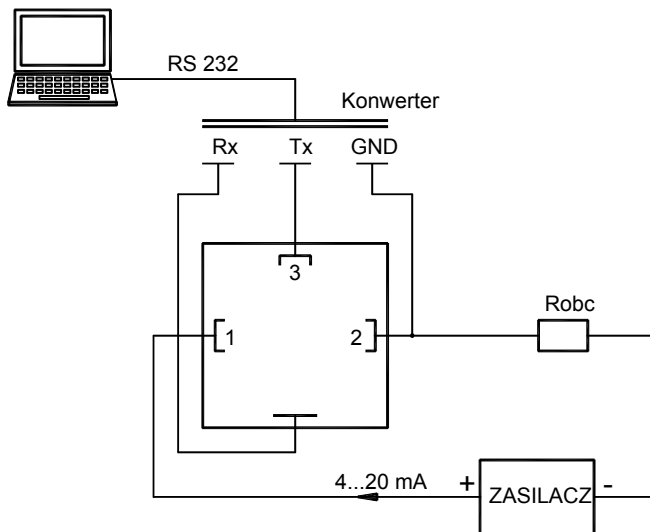 RS 232
Konwerter
Rx Tx GND
3
Robc
1 2
4...20 mA + ZASILACZ -